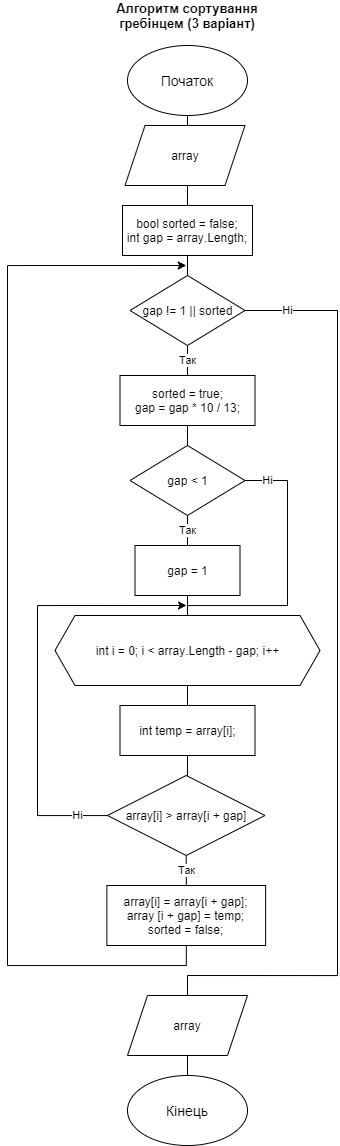 Алгоритм сортування
гребінцем (3 варіант)
Початок
array
bool sorted = false;
int gap = array.Length;
gap != 1 || sorted
Ні
Так
sorted = true;
gap = gap * 10 / 13;
gap < 1
Ні
Так
gap = 1
int i = 0; i < array.Length - gap; i++
int temp = array[i];
array[i] > array[i + gap]
Ні
Так
array[i] = array[i + gap];
array [i + gap] = temp;
sorted = false;
array
Кінець